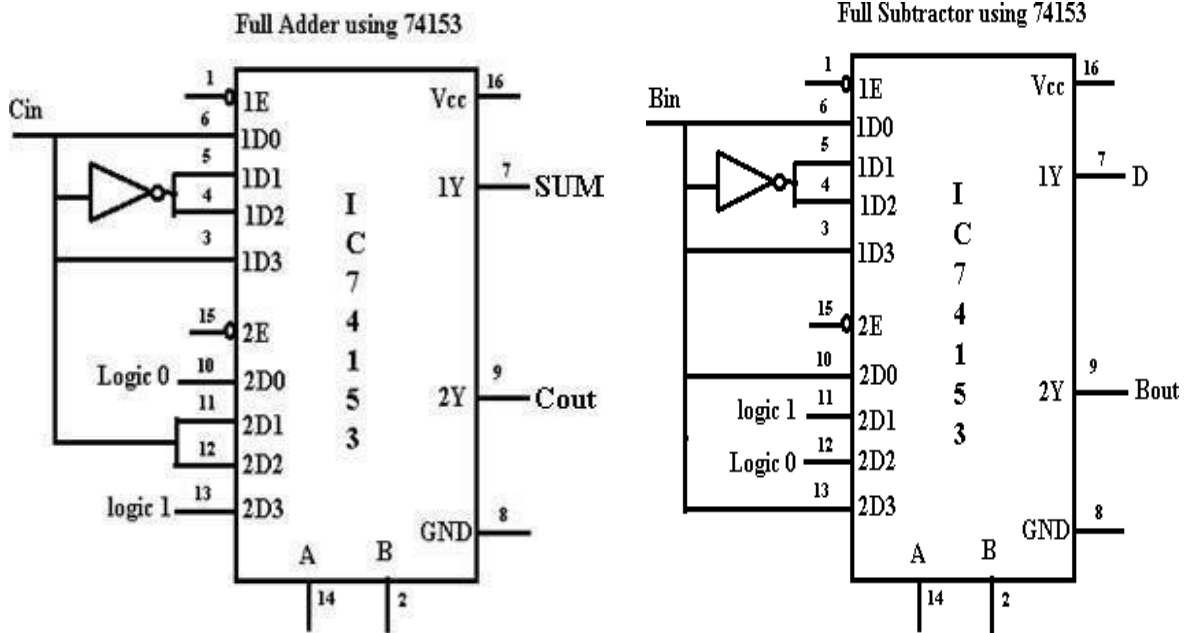 Full Adder using 74153
Cin
1
1E
6
1D0
5
1D1
4
1D2
3
1D3
15
2E
Logic 0
10
2D0
11
2D1
12
2D2
logic 1
13
2D3
I
C
7
4
1
5
3
Vcc
16
1Y
7
SUM
2Y
9
Cout
GND
8
A
B
14
2
Full Subtractor using 74153
Bin
1
1E
6
1D0
5
1D1
4
1D2
3
1D3
15
2E
10
2D0
logic 1
11
2D1
Logic 0
12
2D2
13
2D3
I
C
7
4
1
5
3
Vcc
16
1Y
7
D
2Y
9
Bout
GND
8
A
B
14
2